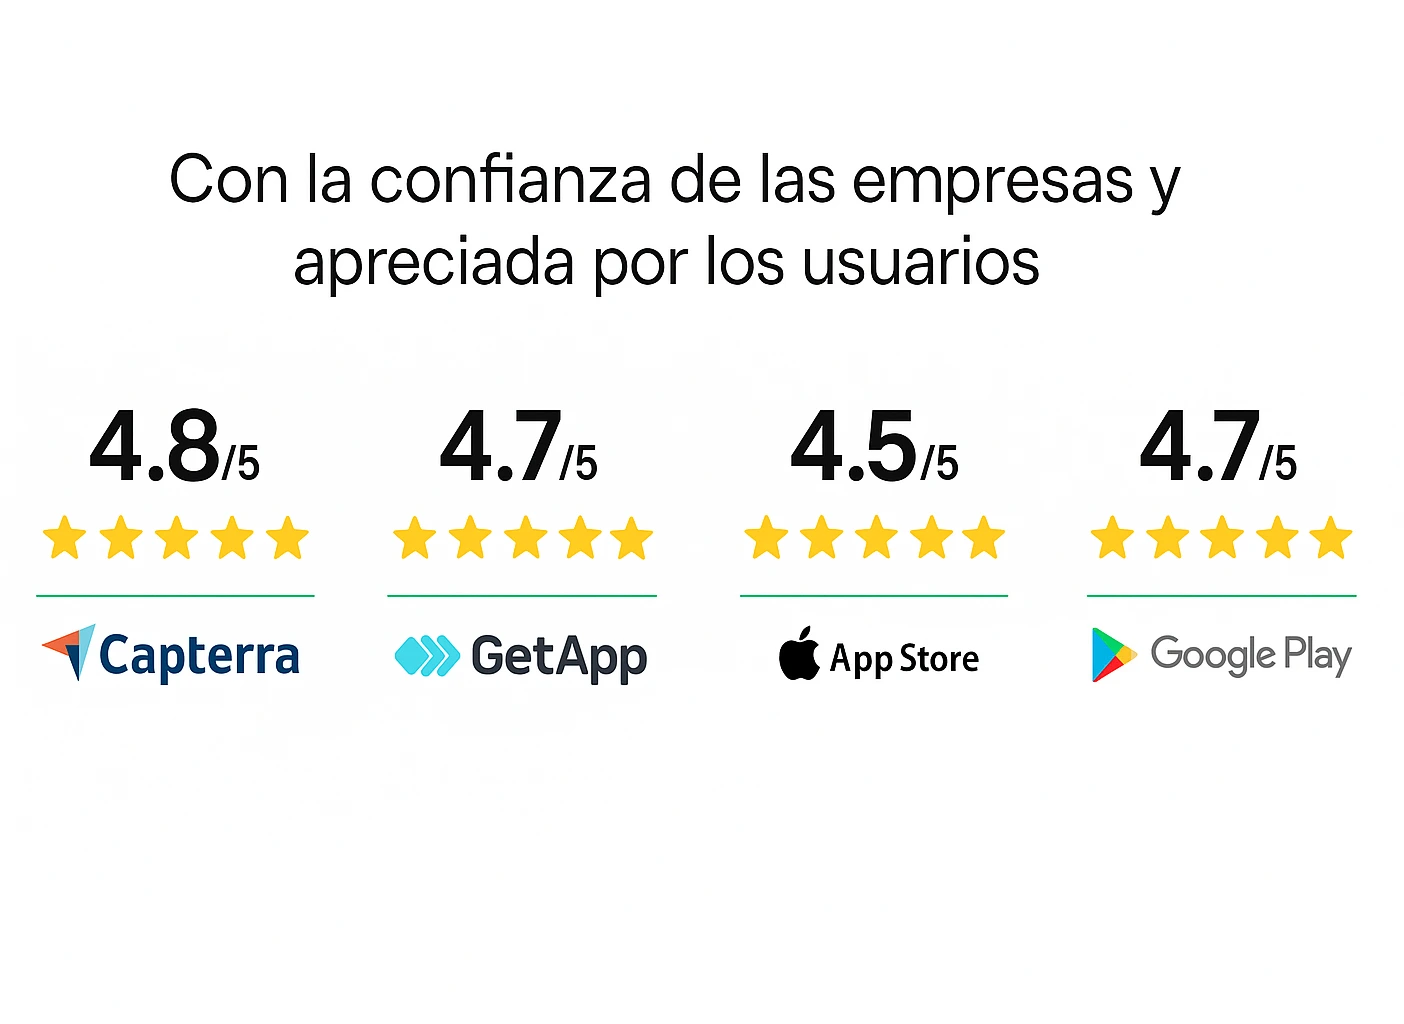 Con la confianza de las empresas y
apreciada por los usuarios
4.8/5
4.7/5
4.5/5
4.7/5
Capterra
GetApp
App Store
Google Play